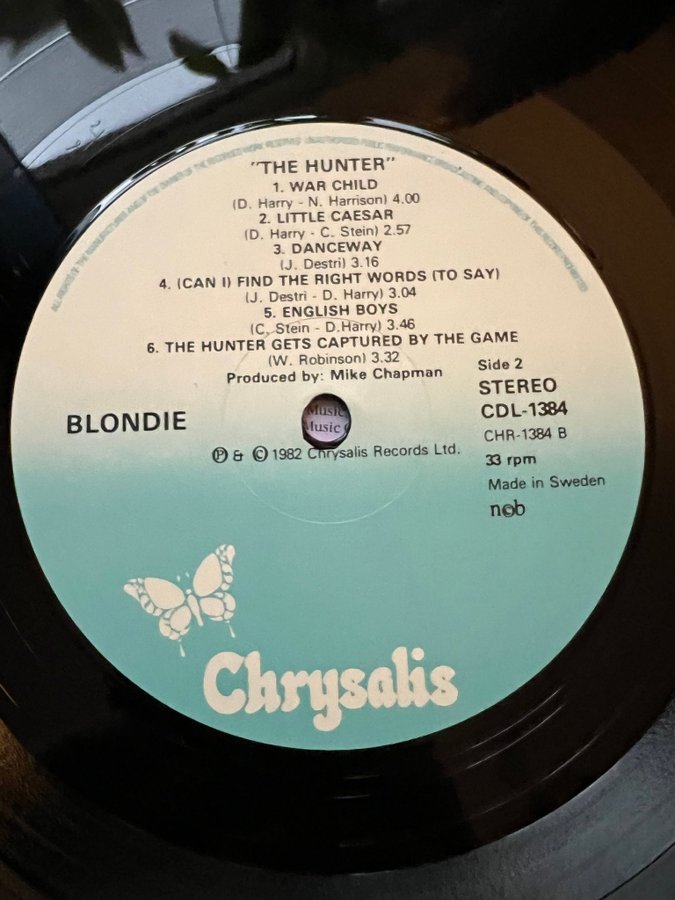 "THE HUNTER"
1. WAR CHILD
(D. Harry - N. Harrison) 4.00
2. LITTLE CAESAR
(D. Harry - C. Stein) 2.57
3. DANCEWAY
(J. Destri) 3.16
4. (CAN I) FIND THE RIGHT WORDS (TO SAY)
(J. Destri - D. Harry) 3.04
5. ENGLISH BOYS
(C. Stein - D.Harry) 3.46
6. THE HUNTER GETS CAPTURED BY THE GAME
(W. Robinson) 3.32
Produced by: Mike Chapman
Side 2
STEREO
CDL-1384
CHR-1384 B
33 rpm
Made in Sweden
n©b
BLONDIE
Music
Music
℗ & © 1982 Chrysalis Records Ltd.
Chrysalis